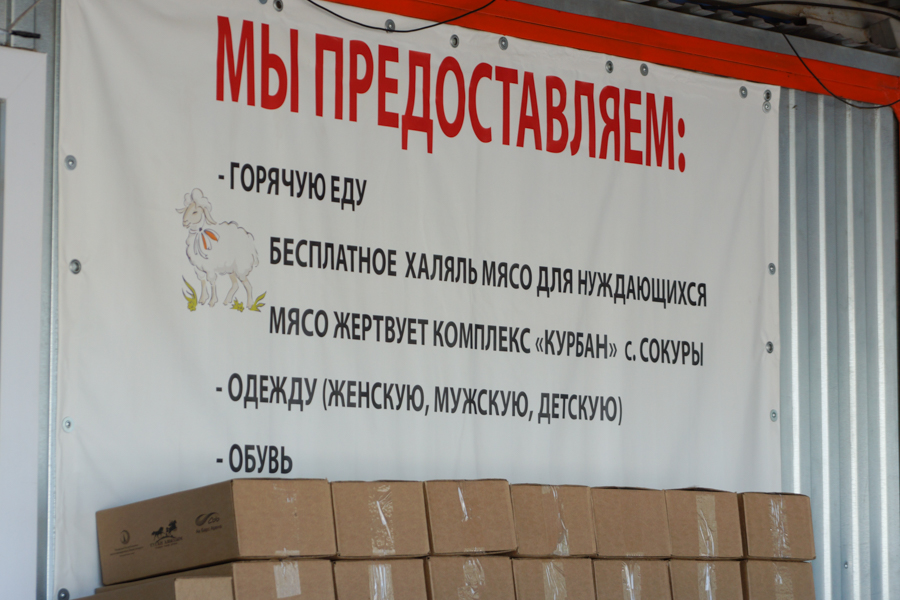 МЫ ПРЕДОСТАВЛЯЕМ:
- ГОРЯЧУЮ ЕДУ
БЕСПЛАТНОЕ ХАЛЯЛЬ МЯСО ДЛЯ НУЖДАЮЩИХСЯ
МЯСО ЖЕРТВУЕТ КОМПЛЕКС «КУРБАН» с. СОКУРЫ
- ОДЕЖДУ (ЖЕНСКУЮ, МУЖСКУЮ, ДЕТСКУЮ)
- ОБУВЬ